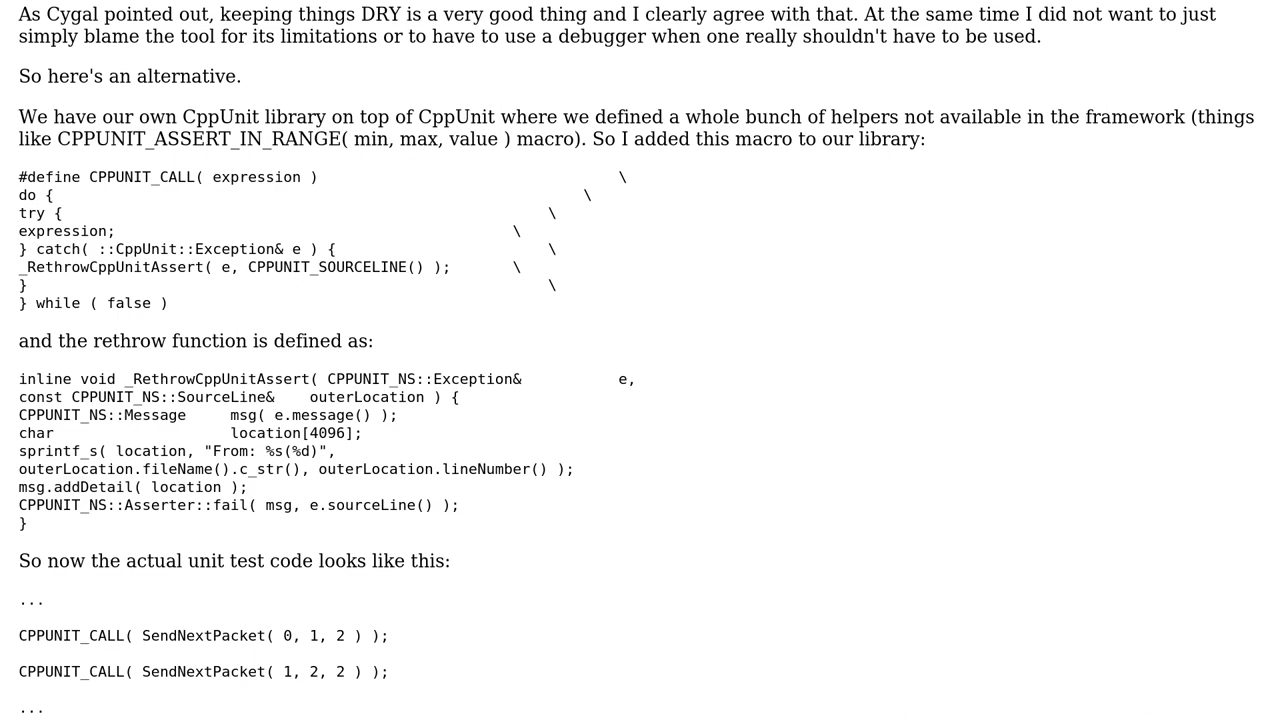 As Cygal pointed out, keeping things DRY is a very good thing and I clearly agree with that. At the same time I did not want to just
simply blame the tool for its limitations or to have to use a debugger when one really shouldn't have to be used.
So here's an alternative.
We have our own CppUnit library on top of CppUnit where we defined a whole bunch of helpers not available in the framework (things
like CPPUNIT_ASSERT_IN_RANGE( min, max, value ) macro). So I added this macro to our library:
#define CPPUNIT_CALL( expression )                                  \
do {                                                            \
try {                                                       \
expression;                                             \
} catch( ::CppUnit::Exception& e ) {                        \
_RethrowCppUnitAssert( e, CPPUNIT_SOURCELINE() );       \
}                                                           \
} while ( false )
and the rethrow function is defined as:
inline void _RethrowCppUnitAssert( CPPUNIT_NS::Exception&           e,
const CPPUNIT_NS::SourceLine&    outerLocation ) {
CPPUNIT_NS::Message     msg( e.message() );
char                    location[4096];
sprintf_s( location, "From: %s(%d)",
outerLocation.fileName().c_str(), outerLocation.lineNumber() );
msg.addDetail( location );
CPPUNIT_NS::Asserter::fail( msg, e.sourceLine() );
}
So now the actual unit test code looks like this:
...
CPPUNIT_CALL( SendNextPacket( 0, 1, 2 ) );
CPPUNIT_CALL( SendNextPacket( 1, 2, 2 ) );
...